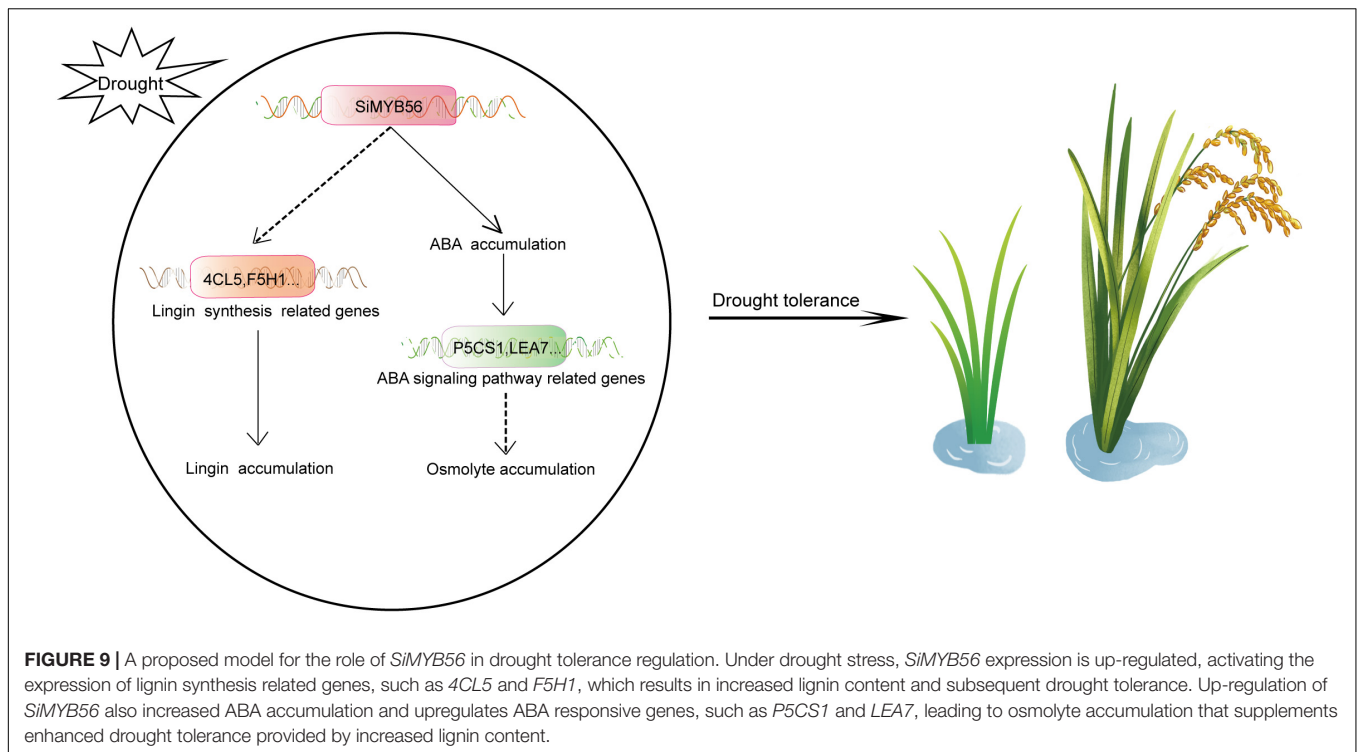 Drought
SiMYB56
ABA accumulation
4CL5,F5H1...
Lingin synthesis related genes
P5CS1,LEA7...
ABA signaling pathway related genes
Lingin accumulation
Osmolyte accumulation
Drought tolerance
FIGURE 9 | A proposed model for the role of SiMYB56 in drought tolerance regulation. Under drought stress, SiMYB56 expression is up-regulated, activating the
expression of lignin synthesis related genes, such as 4CL5 and F5H1, which results in increased lignin content and subsequent drought tolerance. Up-regulation of
SiMYB56 also increased ABA accumulation and upregulates ABA responsive genes, such as P5CS1 and LEA7, leading to osmolyte accumulation that supplements
enhanced drought tolerance provided by increased lignin content.